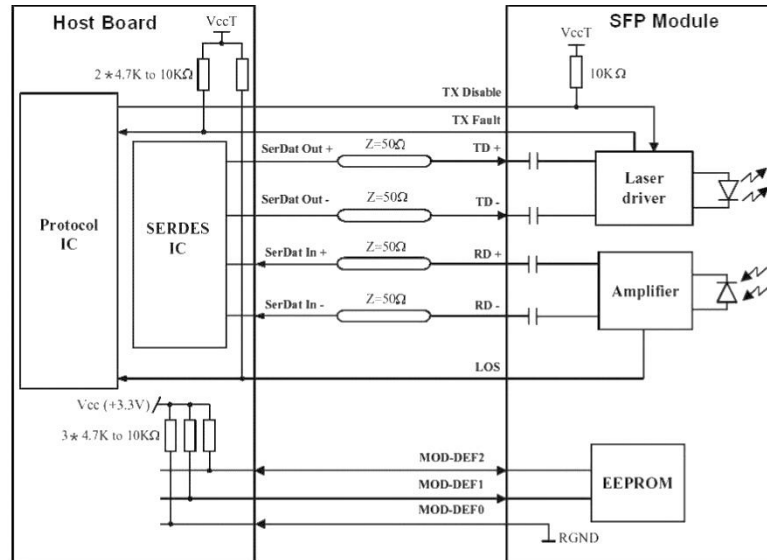 Host Board
SFP Module
VccT
VccT
2*4.7K to 10KΩ
10KΩ
TX Disable
TX Fault
SerDat Out +
Z=50Ω
TD +
SerDat Out -
Z=50Ω
TD -
Laser
driver
Protocol
IC
SERDES
IC
SerDat In +
Z=50Ω
RD +
SerDat In -
Z=50Ω
RD -
Amplifier
LOS
Vcc (+3.3V)
3*4.7K to 10KΩ
MOD-DEF2
MOD-DEF1
MOD-DEF0
EEPROM
RGND